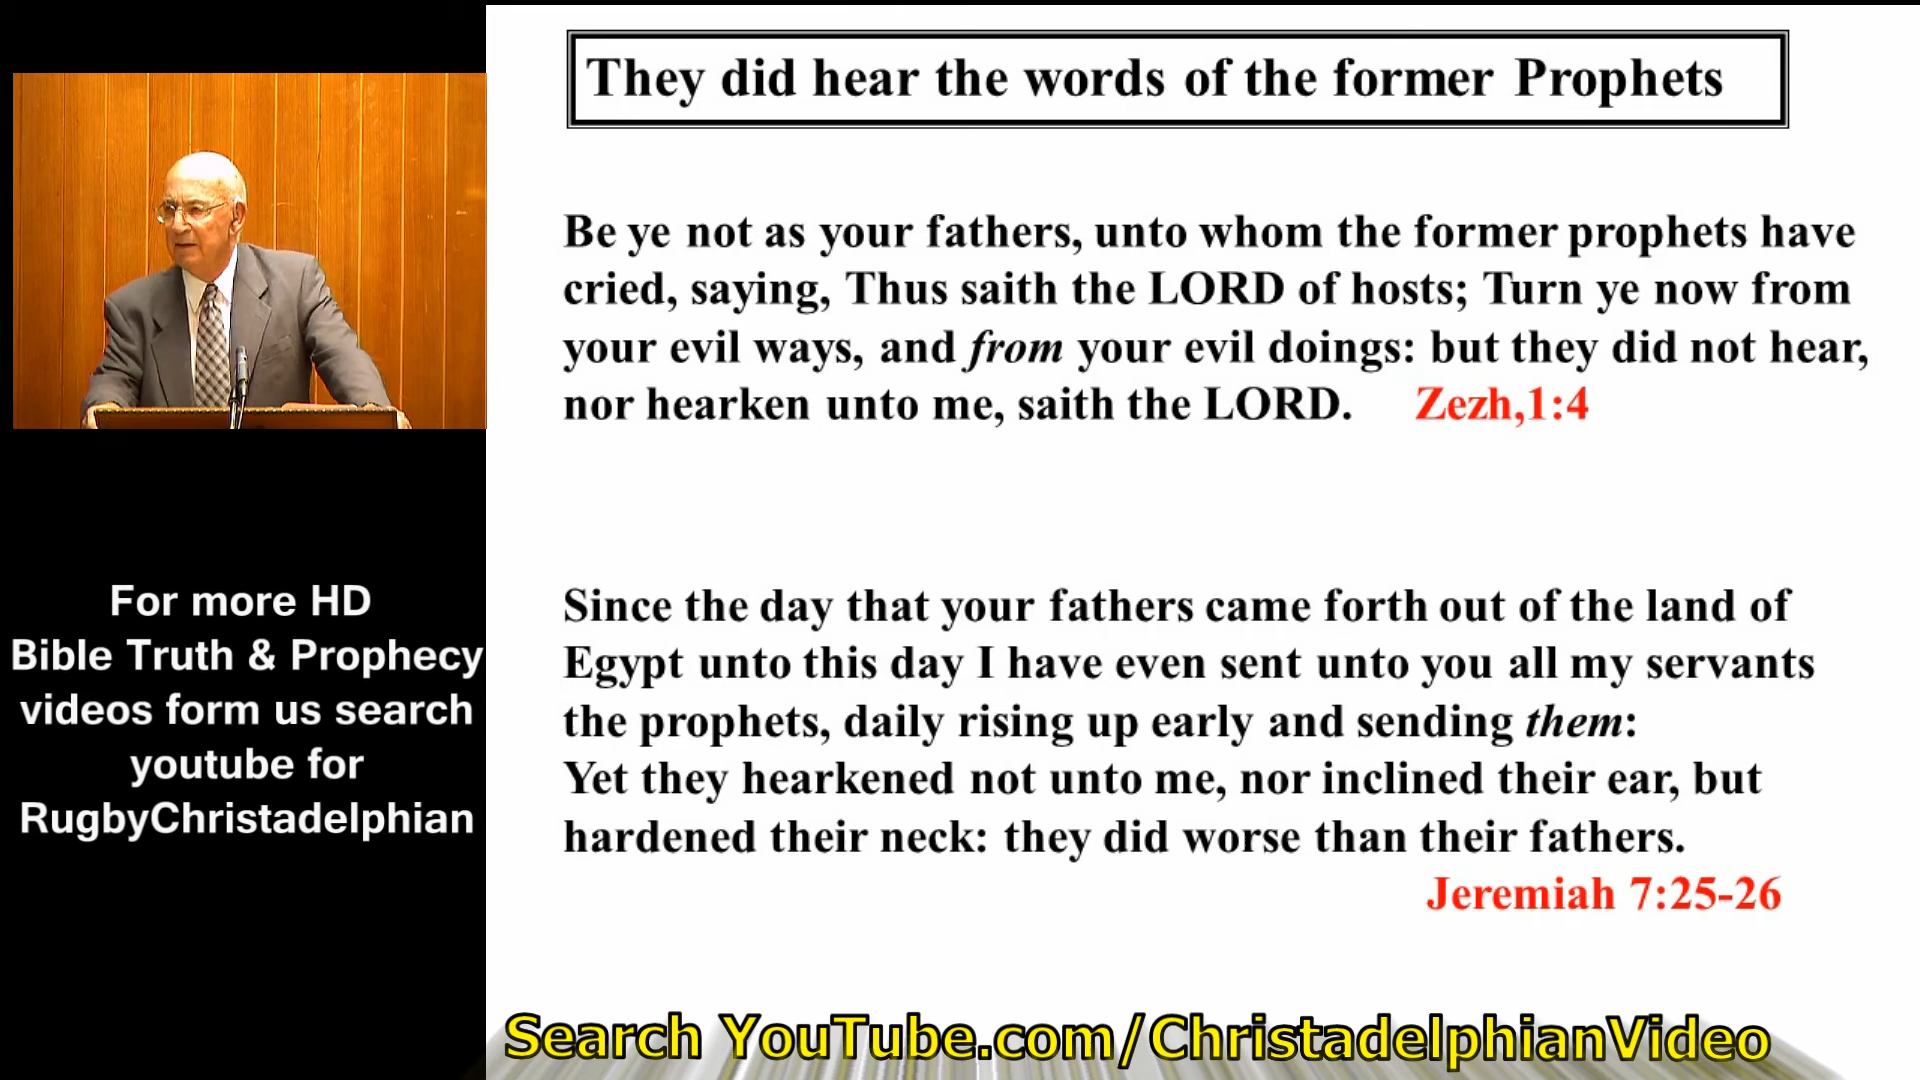 They did hear the words of the former Prophets
Be ye not as your fathers, unto whom the former prophets have
cried, saying, Thus saith the LORD of hosts; Turn ye now from
your evil ways, and from your evil doings: but they did not hear,
nor hearken unto me, saith the LORD. Zezh,1:4
Since the day that your fathers came forth out of the land of
Egypt unto this day I have even sent unto you all my servants
the prophets, daily rising up early and sending them:
Yet they hearkened not unto me, nor inclined their ear, but
hardened their neck: they did worse than their fathers.
Jeremiah 7:25-26
For more HD
Bible Truth & Prophecy
videos form us search
youtube for
RugbyChristadelphian
Search YouTube.com/ChristadelphianVideo